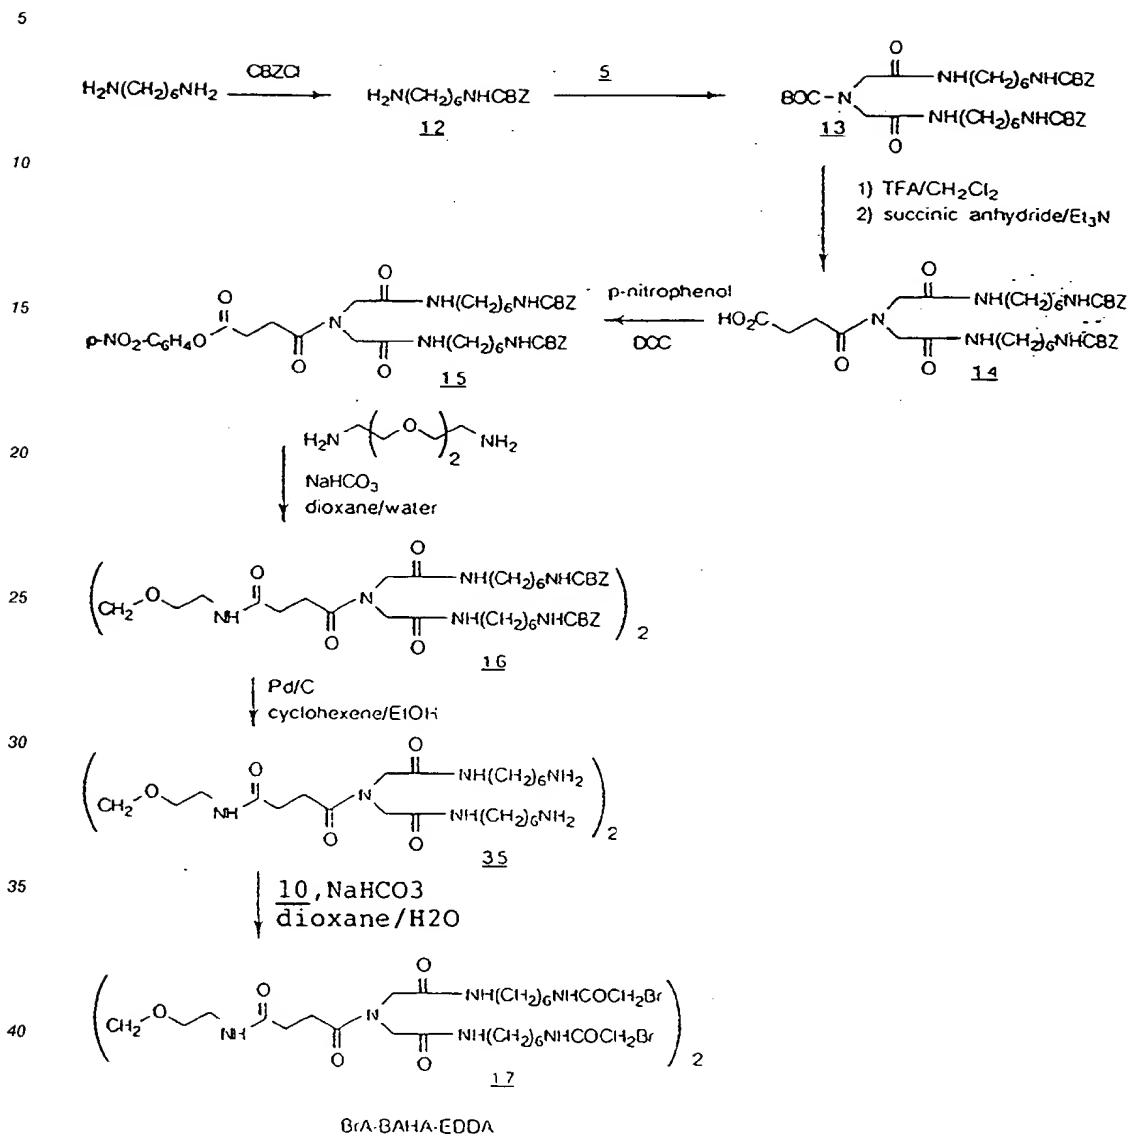 5
CBZCl
H₂N(CH₂)₆NH₂
H₂N(CH₂)₆NHCBZ
12
5
O
NH(CH₂)₆NHCBZ
BOC-N
NH(CH₂)₆NHCBZ
13
O
10
1) TFA/CH₂Cl₂
2) succinic anhydride/Et₃N
15
O
O
NH(CH₂)₆NHCBZ
p-NO₂-C₆H₄O
N
NH(CH₂)₆NHCBZ
O
O
15
p-nitrophenol
DCC
O
NH(CH₂)₆NHCBZ
HO₂C
N
NH(CH₂)₆NHCBZ
O
O
14
H₂N(O)₂NH₂
20
NaHCO₃
dioxane/water
25
O
O
NH(CH₂)₆NHCBZ
(CH₂ O NH
N
NH(CH₂)₆NHCBZ)₂
O
O
16
Pd/C
cyclohexene/EtOH
30
O
O
NH(CH₂)₆NH₂
(CH₂ O NH
N
NH(CH₂)₆NH₂)₂
O
O
35
35
10, NaHCO3
dioxane/H2O
O
O
NH(CH₂)₆NHCOCH₂Br
40
(CH₂ O NH
N
NH(CH₂)₆NHCOCH₂Br)₂
O
O
17
BrA-BAHA-EDDA